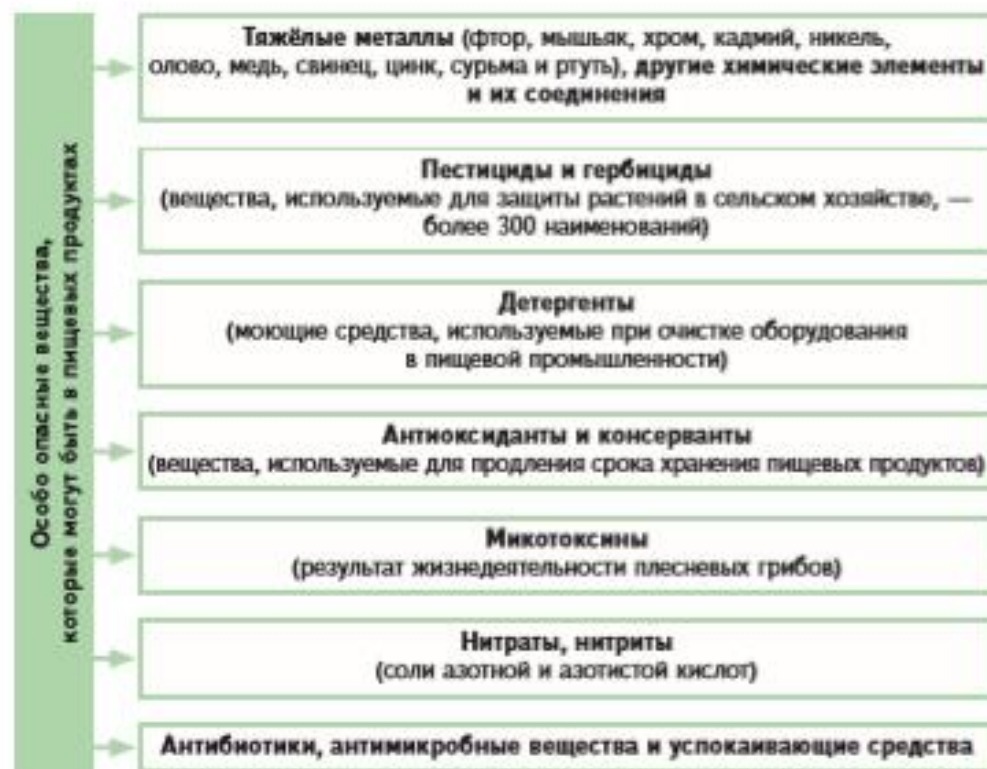 Особо опасные вещества,
которые могут быть в пищевых продуктах
Тяжёлые металлы (фтор, мышьяк, хром, кадмий, никель,
олово, медь, свинец, цинк, сурьма и ртуть), другие химические элементы
и их соединения
Пестициды и гербициды
(вещества, используемые для защиты растений в сельском хозяйстве, —
более 300 наименований)
Детергенты
(моющие средства, используемые при очистке оборудования
в пищевой промышленности)
Антиоксиданты и консерванты
(вещества, используемые для продления срока хранения пищевых продуктов)
Микотоксины
(результат жизнедеятельности плесневых грибов)
Нитраты, нитриты
(соли азотной и азотистой кислот)
Антибиотики, антимикробные вещества и успокаивающие средства